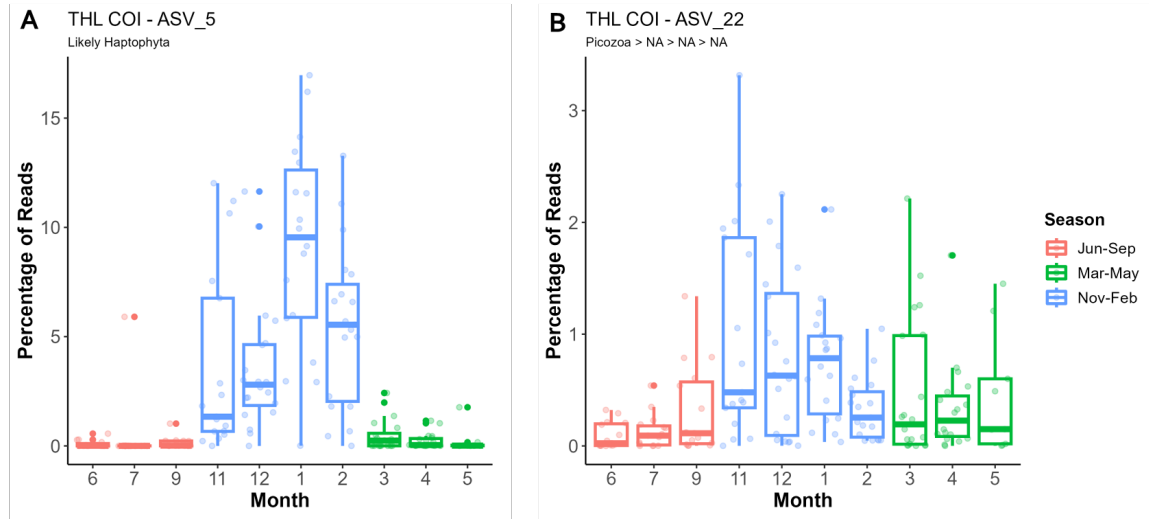 A
THL COI - ASV_5
Likely Haptophyta
Percentage of Reads
15
10
5
0
6 7 9 11 12 1 2 3 4 5
Month
B
THL COI - ASV_22
Picozoa > NA > NA > NA
Percentage of Reads
3
2
1
0
6 7 9 11 12 1 2 3 4 5
Month
Season
Jun-Sep
Mar-May
Nov-Feb